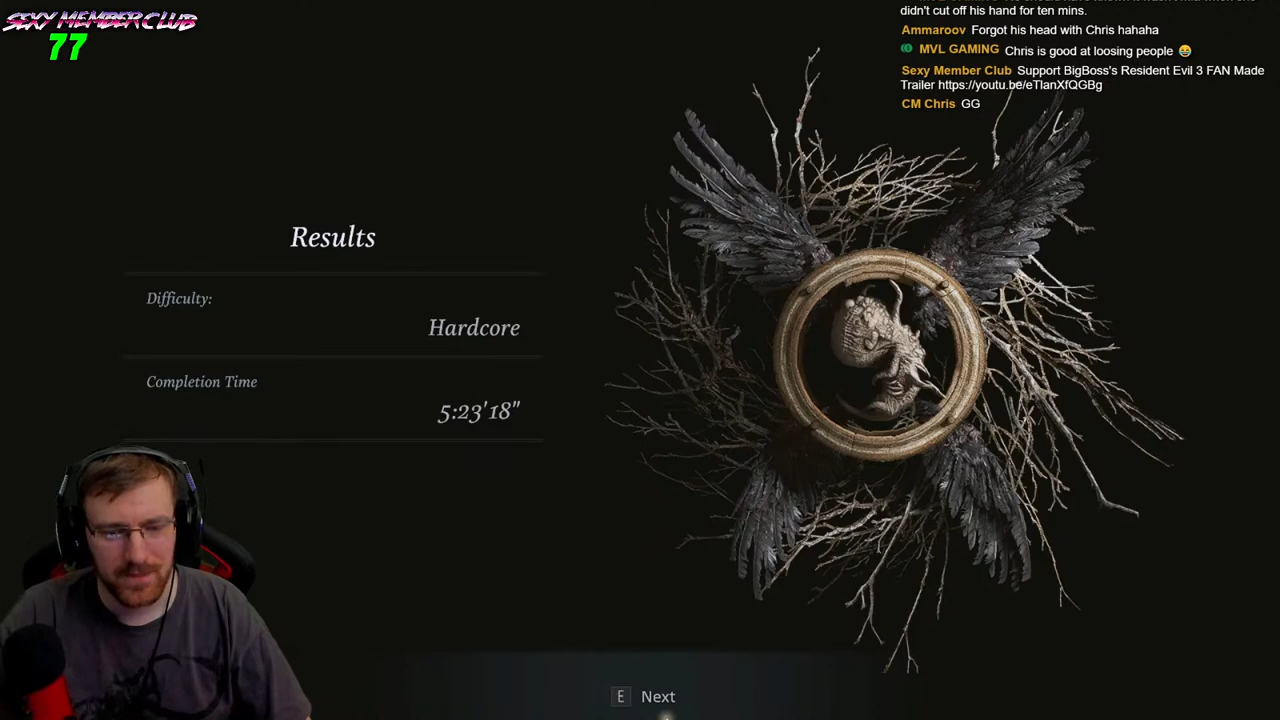 SEXY MEMBER CLUB
77
didn't cut off his hand for ten mins.
Ammaroov Forgot his head with Chris hahaha
MVL GAMING Chris is good at loosing people 😂
Sexy Member Club Support BigBoss's Resident Evil 3 FAN Made
Trailer https://youtu.be/eTlanXfQGBg
CM Chris GG
Results
Difficulty:
Hardcore
Completion Time
5:23'18"
E Next